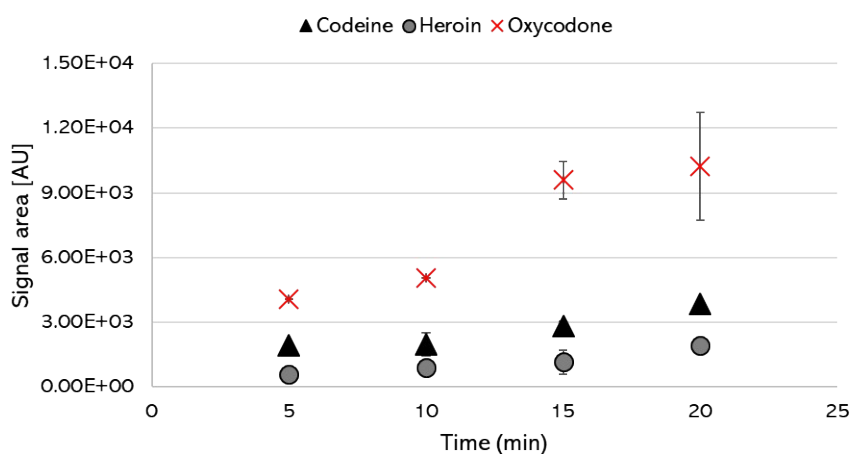 Codeine Heroin Oxycodone
1.50E+04
1.20E+04
9.00E+03
6.00E+03
3.00E+03
0.00E+00
Signal area [AU]
0 5 10 15 20 25
Time (min)